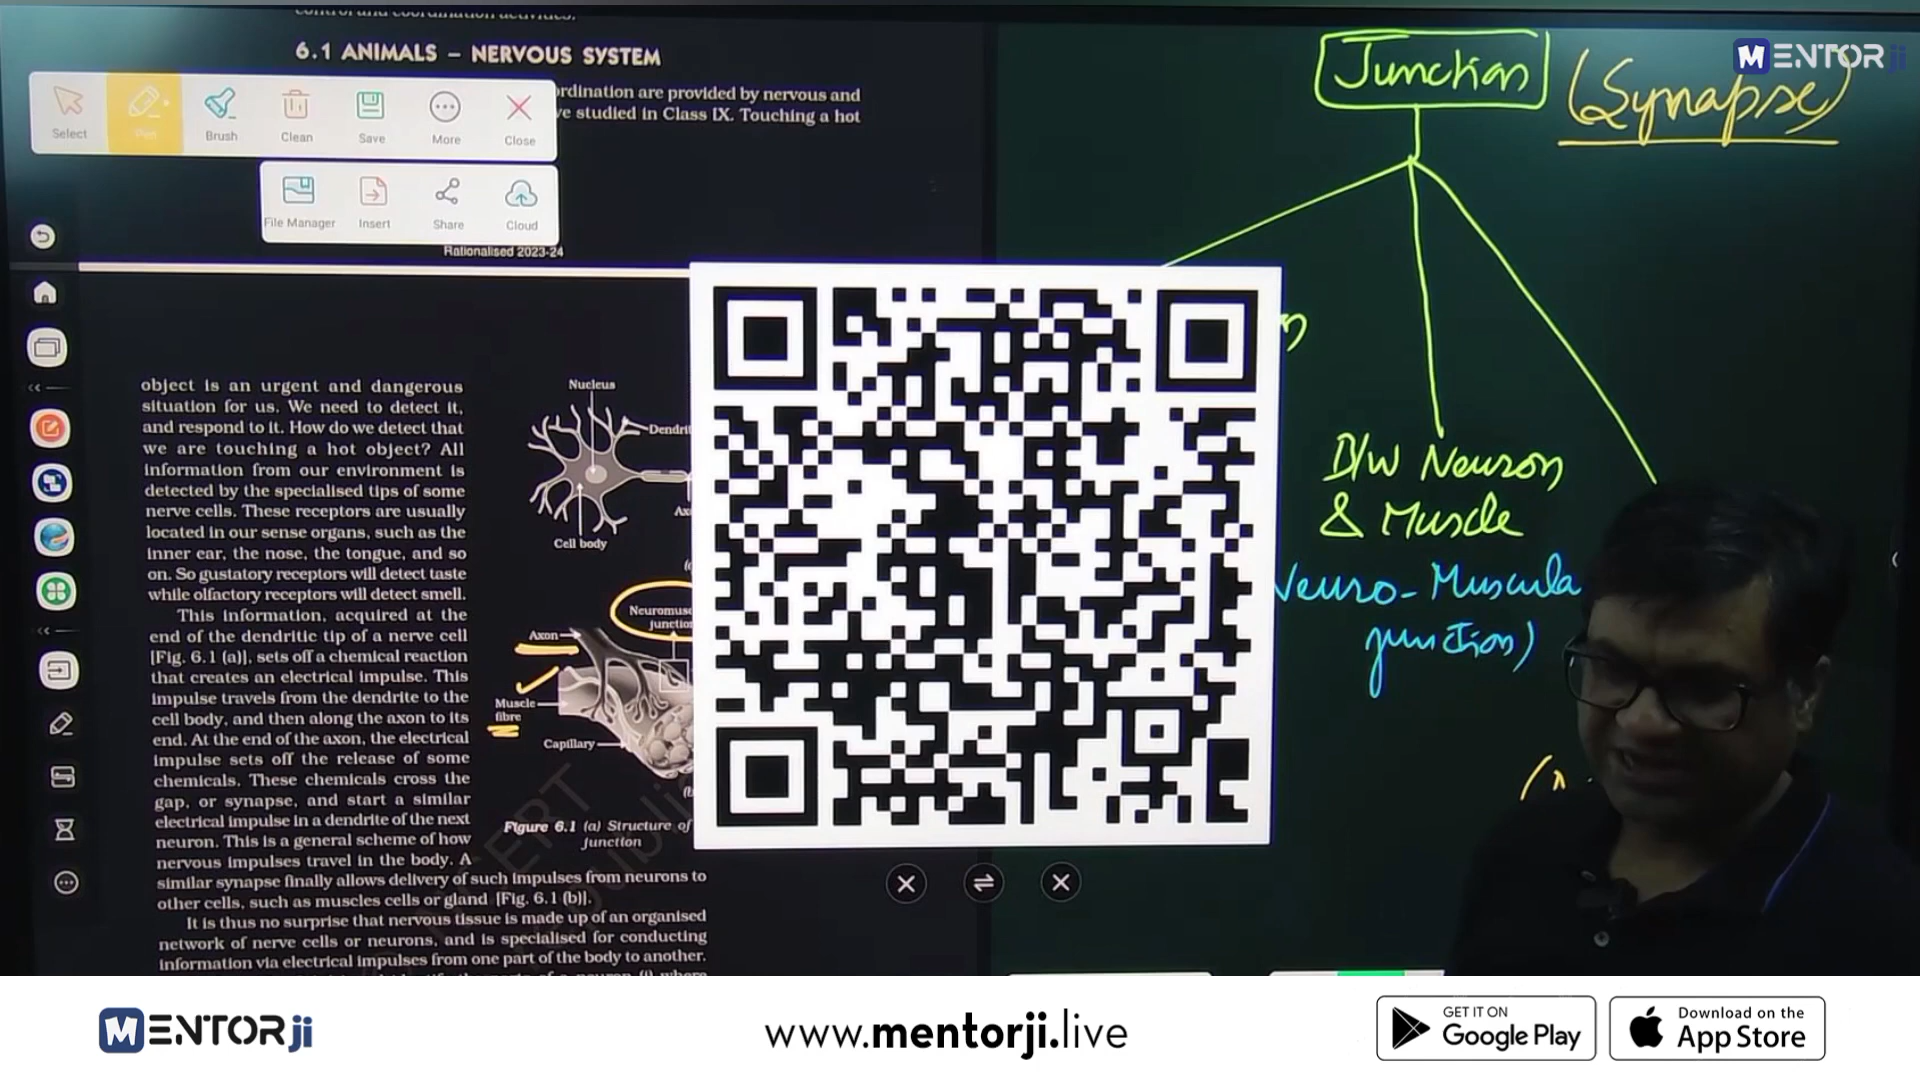 6.1 ANIMALS – NERVOUS SYSTEM
rdination are provided by nervous and
ve studied in Class IX. Touching a hot
Select
Pen
Brush
Clean
Save
More
Close
File Manager
Insert
Share
Cloud
Rationalised 2023-24
object is an urgent and dangerous
situation for us. We need to detect it,
and respond to it. How do we detect that
we are touching a hot object? All
information from our environment is
detected by the specialised tips of some
nerve cells. These receptors are usually
located in our sense organs, such as the
inner ear, the nose, the tongue, and so
on. So gustatory receptors will detect taste
while olfactory receptors will detect smell.
This information, acquired at the
end of the dendritic tip of a nerve cell
[Fig. 6.1 (a)], sets off a chemical reaction
that creates an electrical impulse. This
impulse travels from the dendrite to the
cell body, and then along the axon to its
end. At the end of the axon, the electrical
impulse sets off the release of some
chemicals. These chemicals cross the
gap, or synapse, and start a similar
electrical impulse in a dendrite of the next
neuron. This is a general scheme of how
nervous impulses travel in the body. A
similar synapse finally allows delivery of such impulses from neurons to
other cells, such as muscles cells or gland [Fig. 6.1 (b)].
It is thus no surprise that nervous tissue is made up of an organised
network of nerve cells or neurons, and is specialised for conducting
information via electrical impulses from one part of the body to another.
Nucleus
Dendrit
Ax
Cell body
Neuromus
junctio
Axon
Muscle
fibre
Capillary
Figure 6.1 (a) Structure of
junction
Junction
(Synapse)
MENTORji
B/W Neuron
& Muscle
Neuro-Muscula
junction)
MENTORji
www.mentorji.live
GET IT ON
Google Play
Download on the
App Store